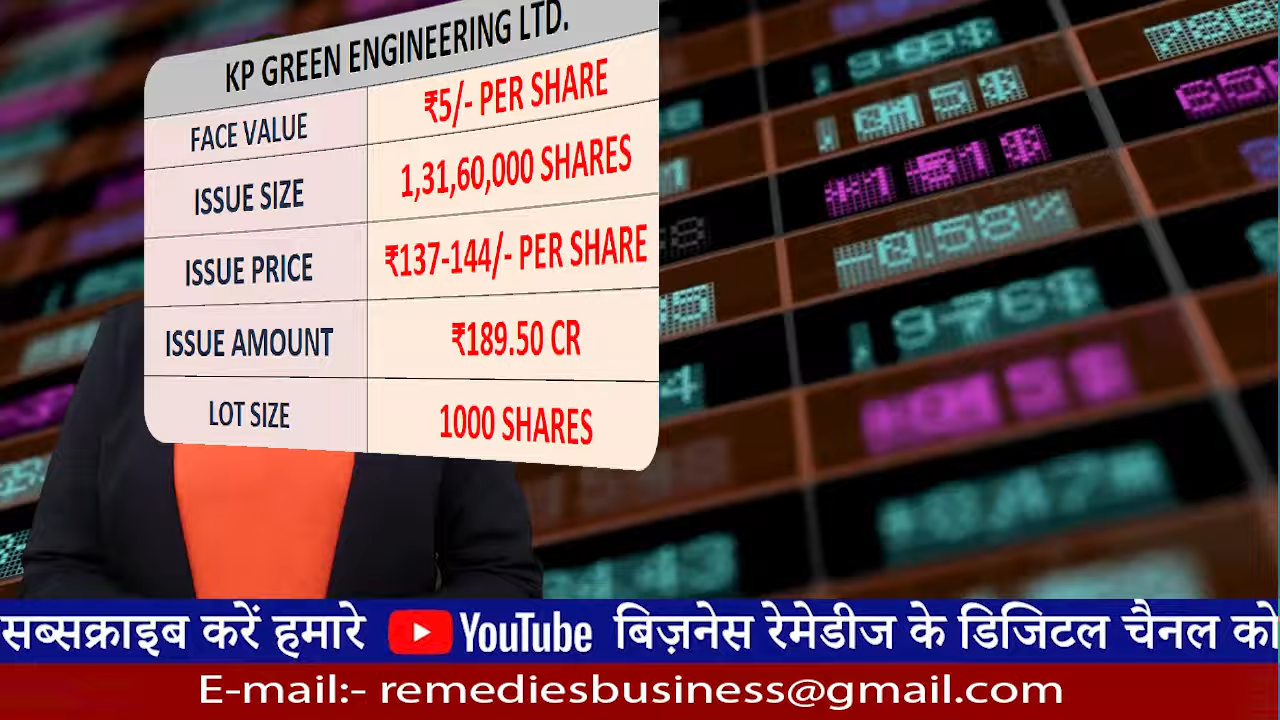 KP GREEN ENGINEERING LTD.
FACE VALUE ₹5/- PER SHARE
ISSUE SIZE 1,31,60,000 SHARES
ISSUE PRICE ₹137-144/- PER SHARE
ISSUE AMOUNT ₹189.50 CR
LOT SIZE 1000 SHARES
सब्सक्राइब करें हमारे YouTube बिज़नेस रेमेडीज के डिजिटल चैनल को
E-mail:- remediesbusiness@gmail.com